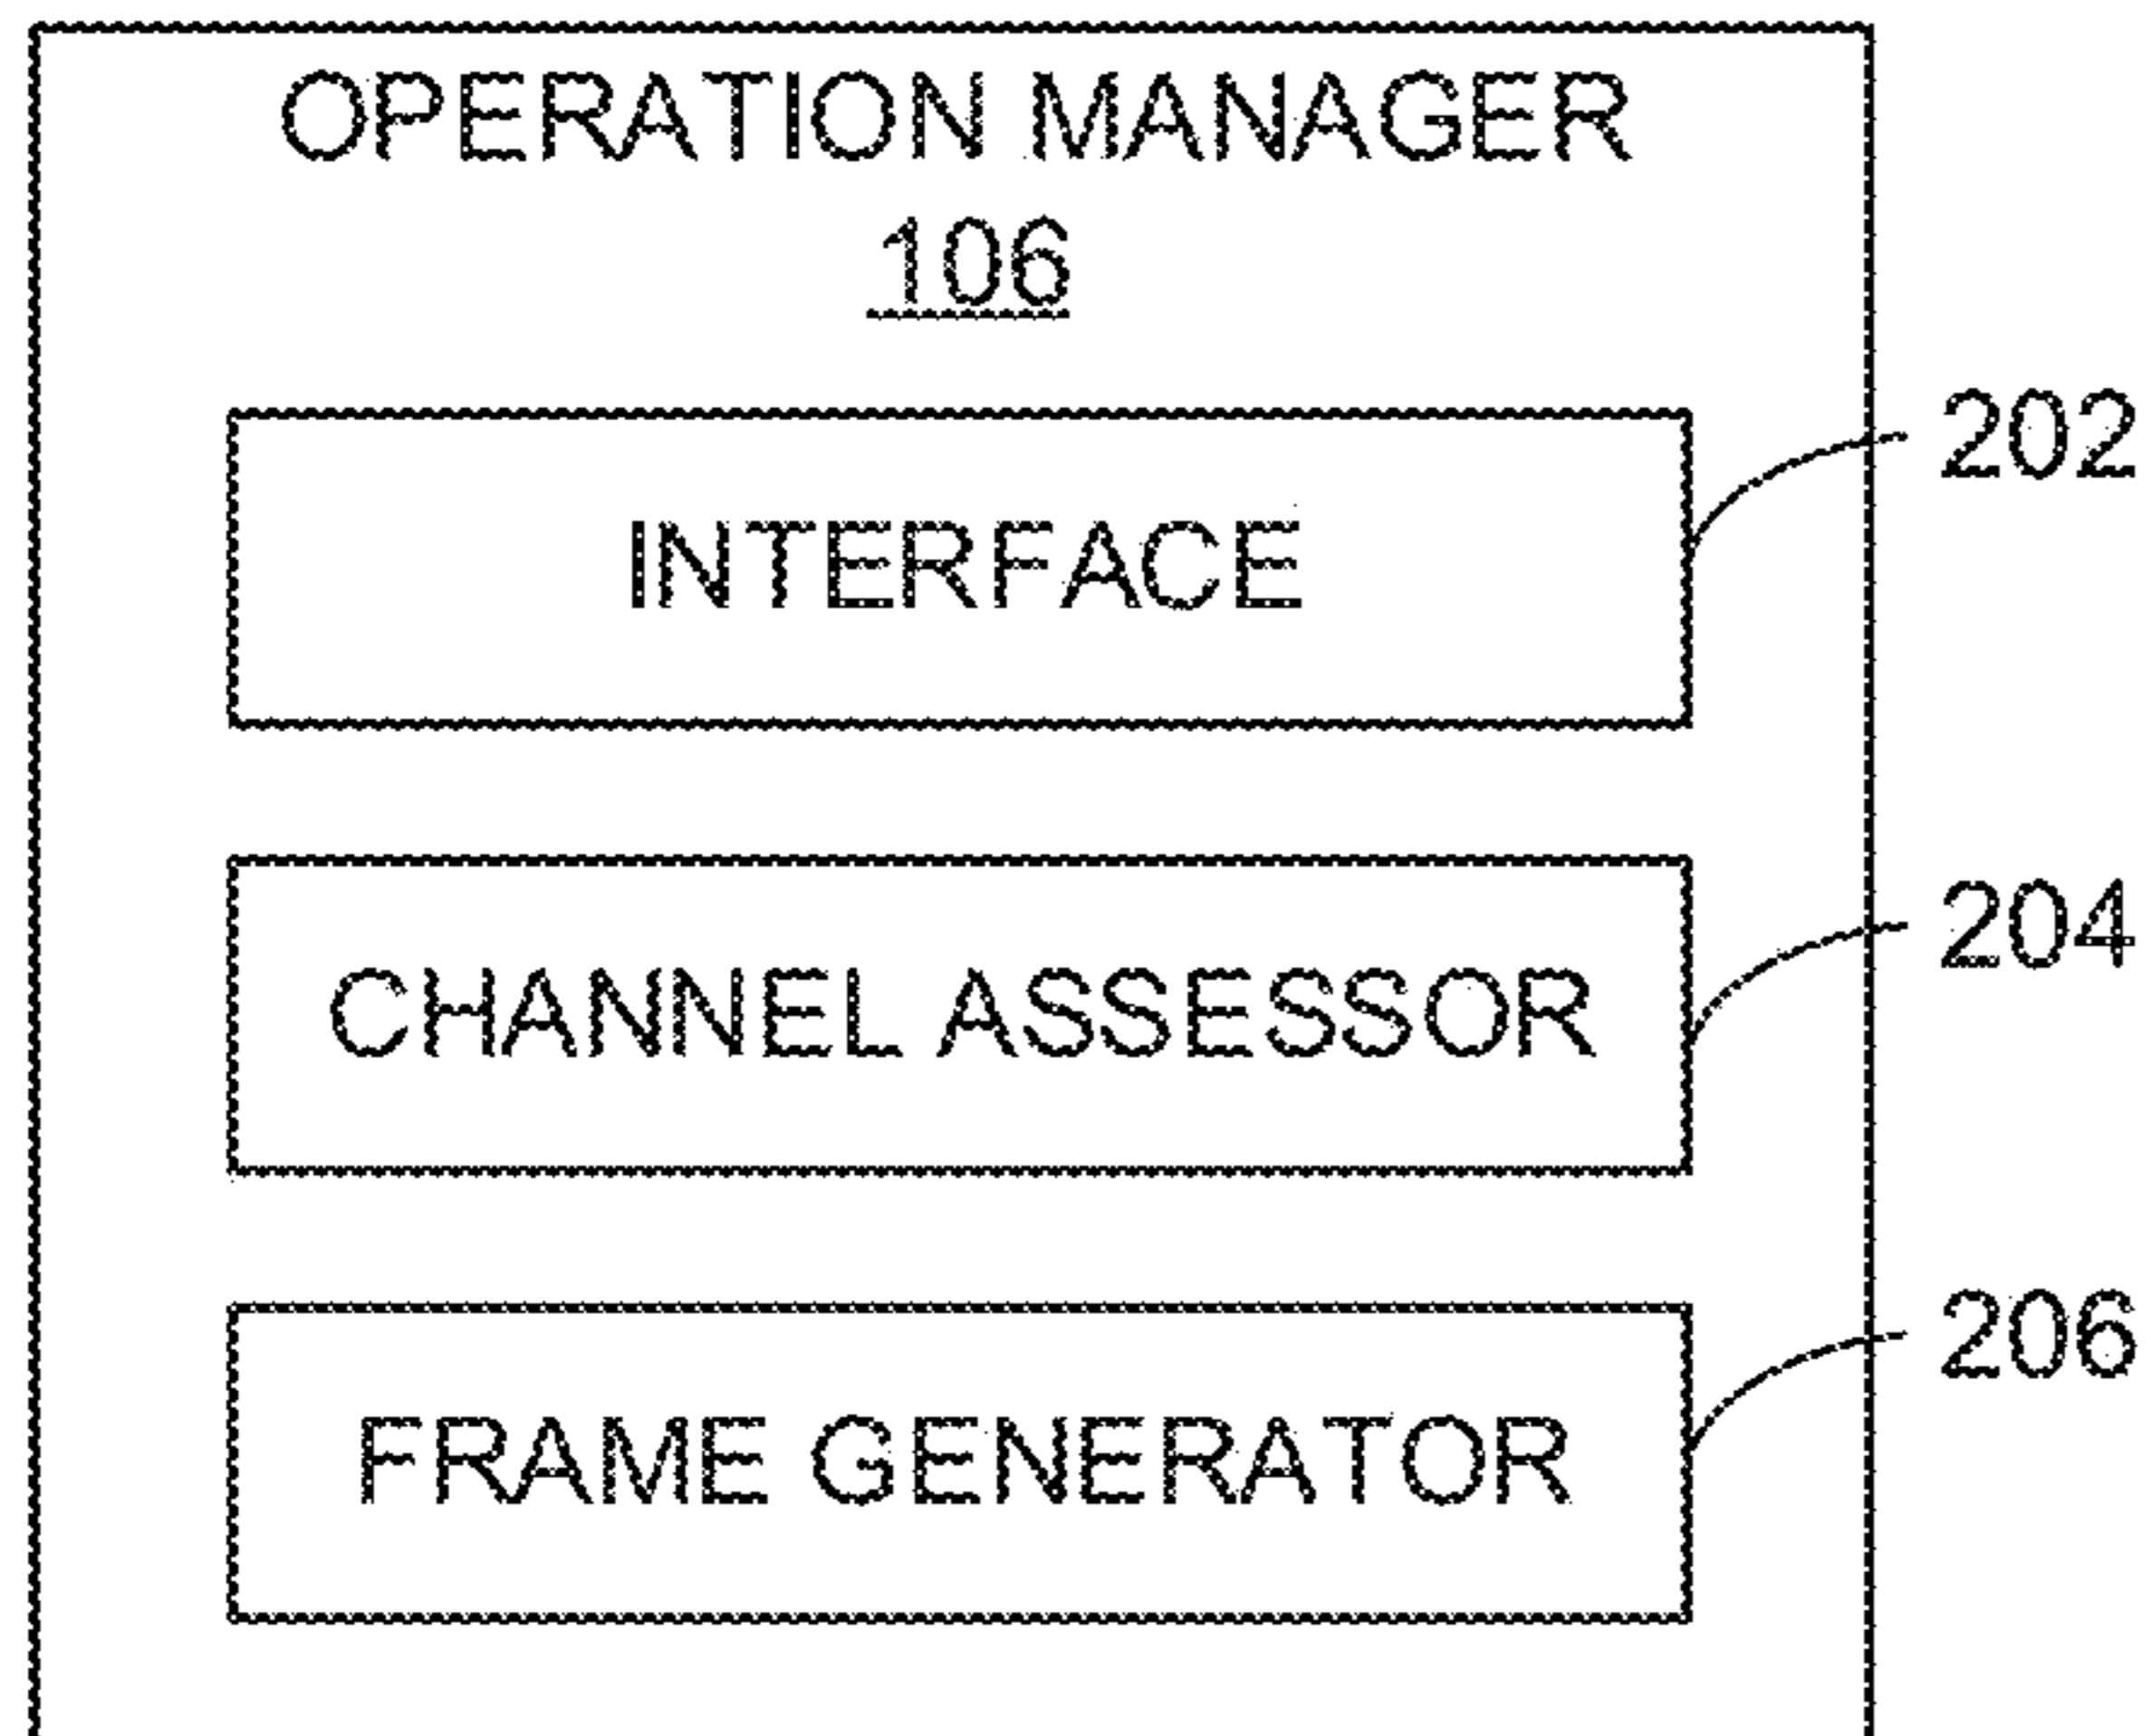 OPERATION MANAGER
106
202
INTERFACE
204
CHANNEL ASSESSOR
206
FRAME GENERATOR